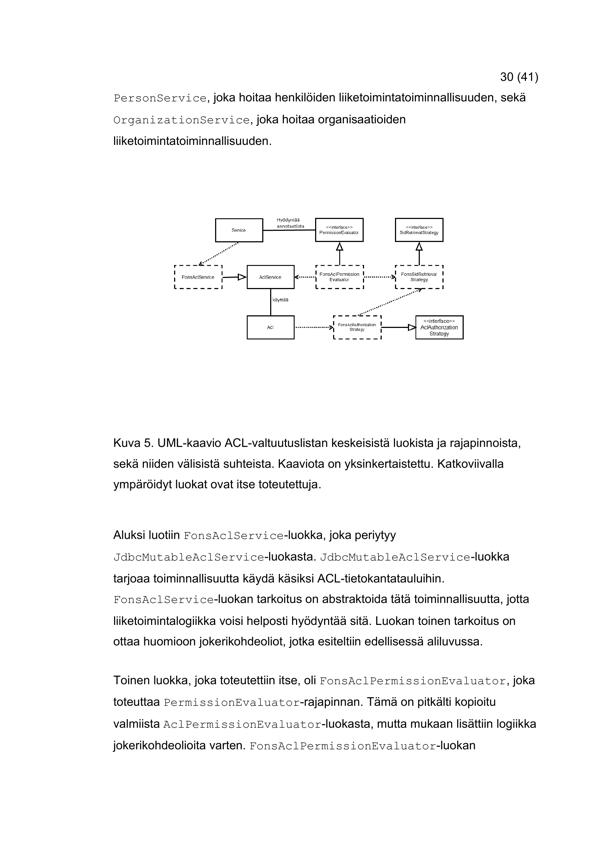 30 (41)
PersonService, joka hoitaa henkilöiden liiketoimintatoiminnallisuuden, sekä
OrganizationService, joka hoitaa organisaatioiden
liiketoimintatoiminnallisuuden.
Service
Hyödyntää
annotaatiota
<<interface>>
PermissionEvaluator
<<interface>>
SidRetrievalStrategy
FonsAclService
AclService
FonsAclPermission
Evaluator
FonsSidRetrieval
Strategy
käyttää
Acl
FonsAclAuthorization
Strategy
<<interface>>
AclAuthorization
Strategy
Kuva 5. UML-kaavio ACL-valtuutuslistan keskeisistä luokista ja rajapinnoista,
sekä niiden välisistä suhteista. Kaaviota on yksinkertaistettu. Katkoviivalla
ympäröidyt luokat ovat itse toteutettuja.
Aluksi luotiin FonsAclService-luokka, joka periytyy
JdbcMutableAclService-luokasta. JdbcMutableAclService-luokka
tarjoaa toiminnallisuutta käydä käsiksi ACL-tietokantatauluihin.
FonsAclService-luokan tarkoitus on abstraktoida tätä toiminnallisuutta, jotta
liiketoimintalogiikka voisi helposti hyödyntää sitä. Luokan toinen tarkoitus on
ottaa huomioon jokerikohdeoliot, jotka esiteltiin edellisessä aliluvussa.
Toinen luokka, joka toteutettiin itse, oli FonsAclPermissionEvaluator, joka
toteuttaa PermissionEvaluator-rajapinnan. Tämä on pitkälti kopioitu
valmiista AclPermissionEvaluator-luokasta, mutta mukaan lisättiin logiikka
jokerikohdeolioita varten. FonsAclPermissionEvaluator-luokan